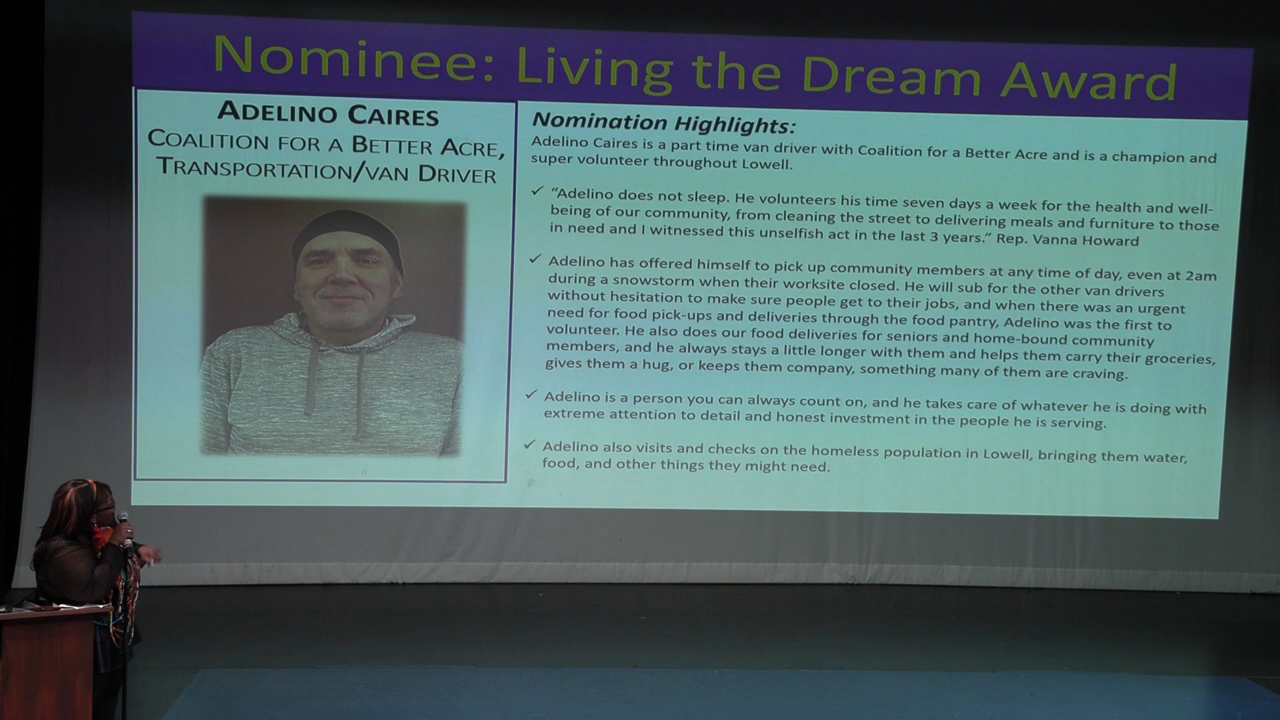 Nominee: Living the Dream Award
ADELINO CAIRES
COALITION FOR A BETTER ACRE,
TRANSPORTATION/VAN DRIVER
Nomination Highlights:
Adelino Caires is a part time van driver with Coalition for a Better Acre and is a champion and
super volunteer throughout Lowell.
✓ “Adelino does not sleep. He volunteers his time seven days a week for the health and well-
being of our community, from cleaning the street to delivering meals and furniture to those
in need and I witnessed this unselfish act in the last 3 years.” Rep. Vanna Howard
✓ Adelino has offered himself to pick up community members at any time of day, even at 2am
during a snowstorm when their worksite closed. He will sub for the other van drivers
without hesitation to make sure people get to their jobs, and when there was an urgent
need for food pick-ups and deliveries through the food pantry, Adelino was the first to
volunteer. He also does our food deliveries for seniors and home-bound community
members, and he always stays a little longer with them and helps them carry their groceries,
gives them a hug, or keeps them company, something many of them are craving.
✓ Adelino is a person you can always count on, and he takes care of whatever he is doing with
extreme attention to detail and honest investment in the people he is serving.
✓ Adelino also visits and checks on the homeless population in Lowell, bringing them water,
food, and other things they might need.